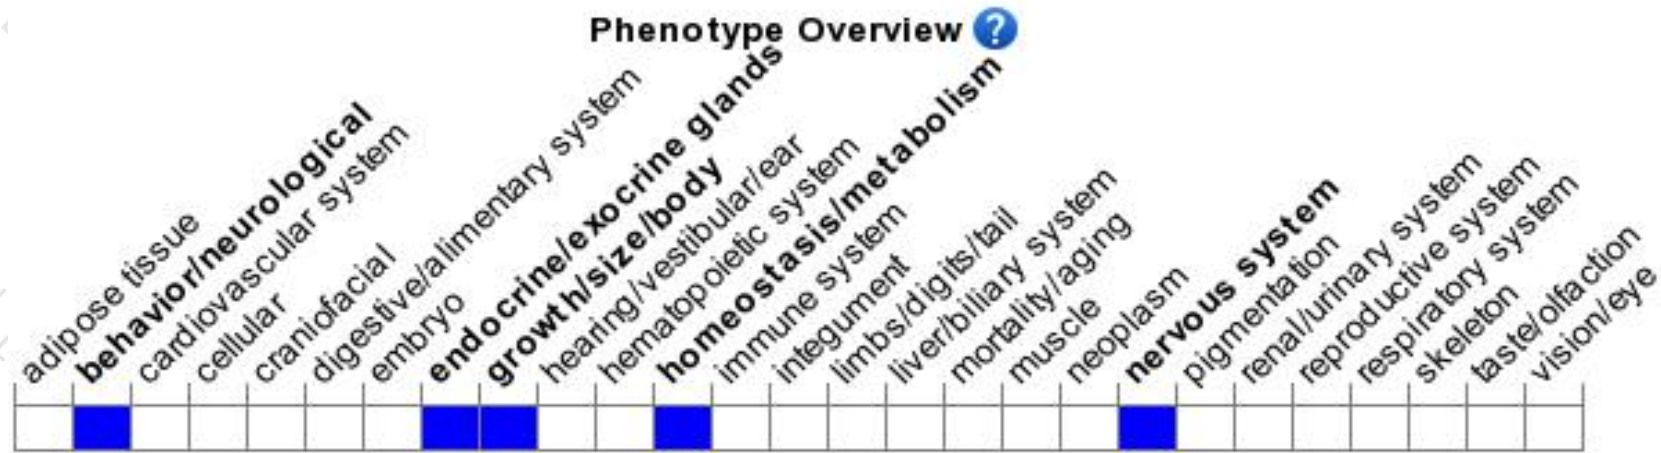 Phenotype Overview ?
adipose tissue
behavior/neurological
cardiovascular system
cellular
craniofacial
digestive/alimentary system
embryo
endocrine/exocrine glands
growth/size/body
hearing/vestibular/ear
hematopoietic system
homeostasis/metabolism
immune system
integument
limbs/digits/tail
liver/biliary system
mortality/aging
muscle
neoplasm
nervous system
pigmentation
renal/urinary system
reproductive system
respiratory system
skeleton
taste/olfaction
vision/eye